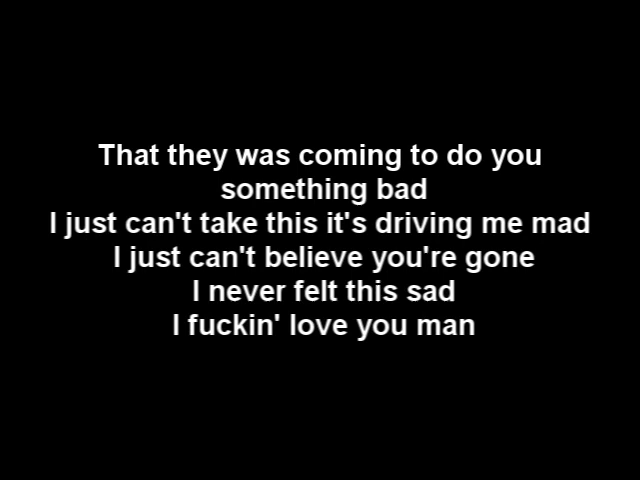 That they was coming to do you
something bad
I just can't take this it's driving me mad
I just can't believe you're gone
I never felt this sad
I fuckin' love you man